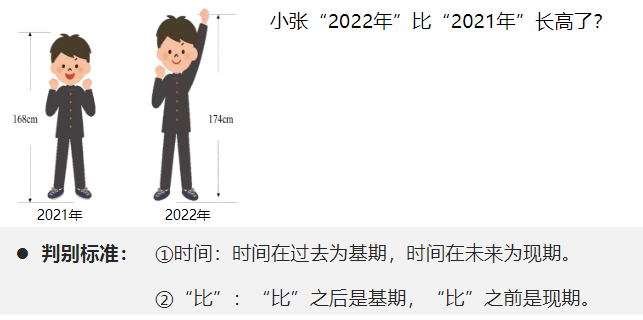 小张“2022年”比“2021年”长高了?
168cm
174cm
2021年
2022年
● 判别标准: ①时间:时间在过去为基期,时间在未来为现期。
②“比”:“比”之后是基期,“比”之前是现期。